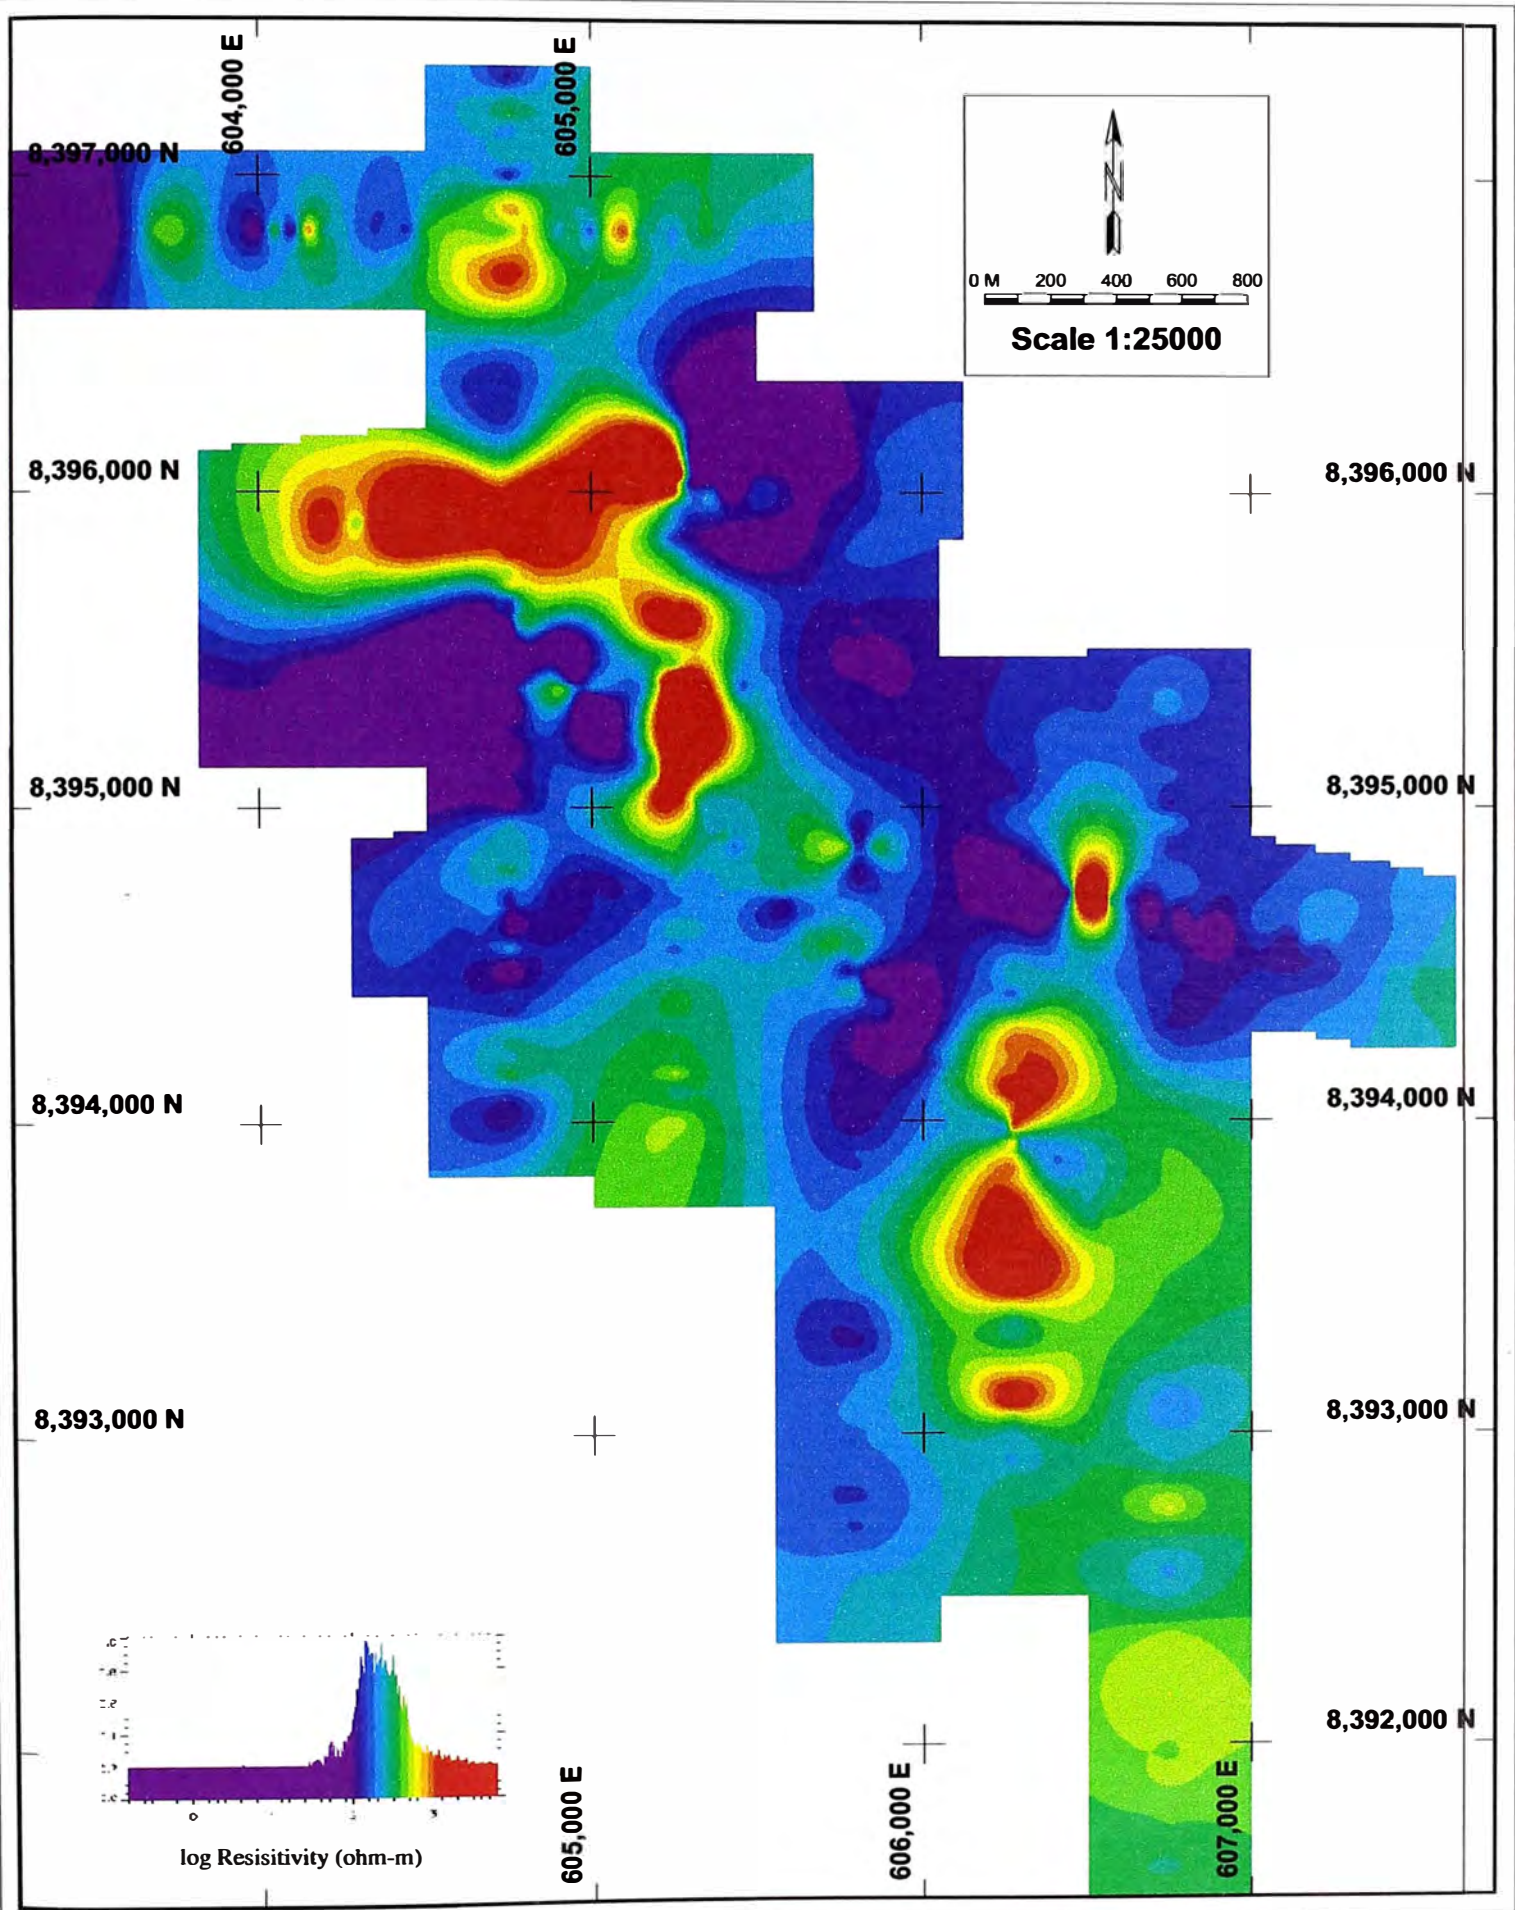 604,000 E
605,000 E
8,397,000 N
N
0 M 200 400 600 800
Scale 1:25000
8,396,000 N
8,396,000 N
8,395,000 N
8,395,000 N
8,394,000 N
8,394,000 N
8,393,000 N
8,393,000 N
8,392,000 N
605,000 E
606,000 E
607,000 E
0
3
log Resisitivity (ohm-m)